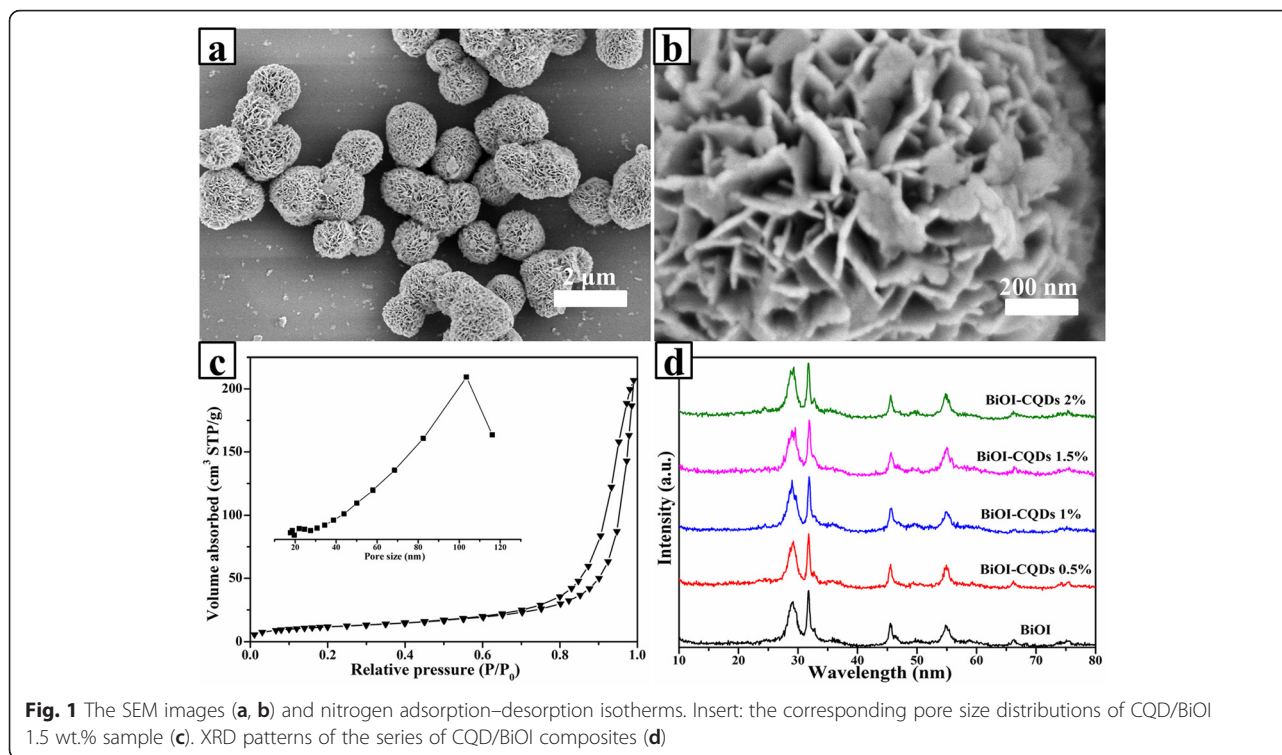 a
2 µm
b
200 nm
c
Volume absorbed (cm³ STP/g)
200
150
100
50
0
0.0 0.2 0.4 0.6 0.8 1.0
Relative pressure (P/P₀)
20 40 60 80 100 120
Pore size (nm)
d
Intensity (a.u.)
BiOI-CQDs 2%
BiOI-CQDs 1.5%
BiOI-CQDs 1%
BiOI-CQDs 0.5%
BiOI
10 20 30 40 50 60 70 80
Wavelength (nm)
Fig. 1 The SEM images (a, b) and nitrogen adsorption–desorption isotherms. Insert: the corresponding pore size distributions of CQD/BiOI
1.5 wt.% sample (c). XRD patterns of the series of CQD/BiOI composites (d)